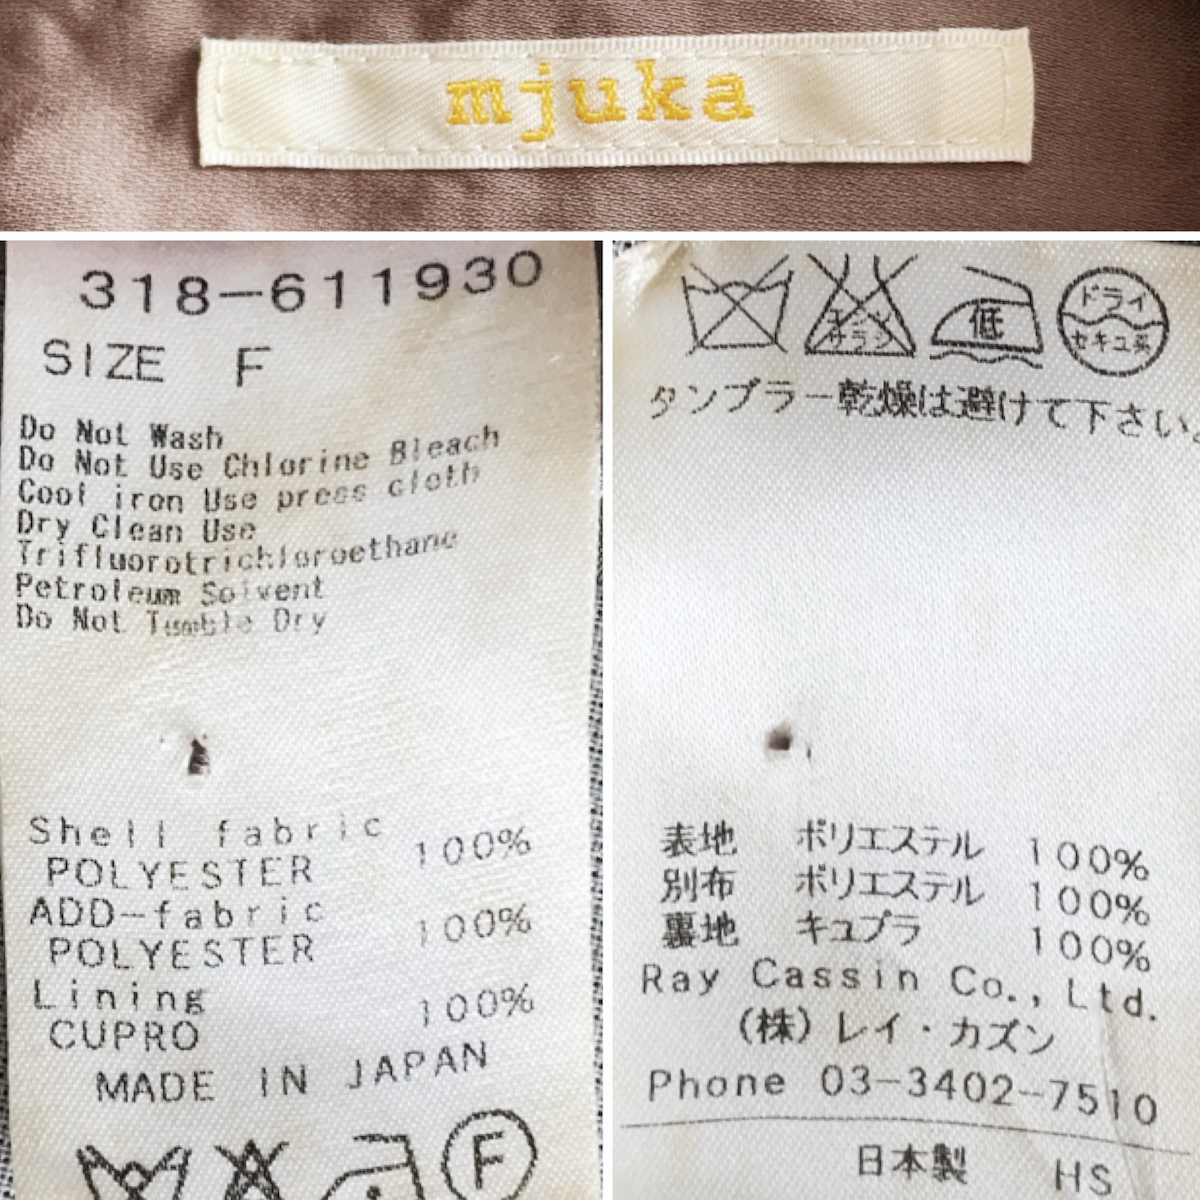 mjuka
318-611930
SIZE F
Do Not Wash
Do Not Use Chlorine Bleach
Cool iron Use press cloth
Dry Clean Use
Trifluorotrichloroethane
Petroleum Solvent
Do Not Tumble Dry
Shell fabric
POLYESTER 100%
ADD-fabric
POLYESTER 100%
Lining
CUPRO 100%
MADE IN JAPAN
F
エンソ
サラシ
低
ドライ
セキユ系
タンブラー乾燥は避けて下さい。
表地 ポリエステル 100%
別布 ポリエステル 100%
裏地 キュプラ 100%
Ray Cassin Co., Ltd.
(株)レイ・カズン
Phone 03-3402-7510
日本製 HS